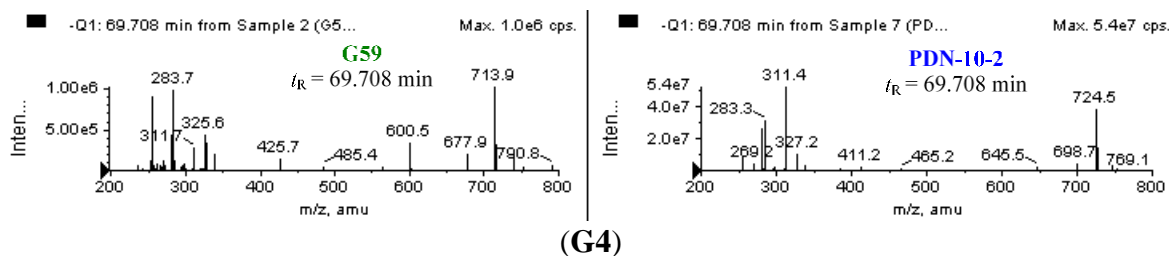 -Q1: 69.708 min from Sample 2 (G5... Max. 1.0e6 cps.
G59
tR = 69.708 min
Inten...
1.00e6
5.00e5
283.7
311.7
325.6
425.7
485.4
600.5
677.9
713.9
790.8
200 300 400 500 600 700 800
m/z, amu
-Q1: 69.708 min from Sample 7 (PD... Max. 5.4e7 cps.
PDN-10-2
tR = 69.708 min
Inten...
5.4e7
4.0e7
2.0e7
269.2
283.3
311.4
327.2
411.2
465.2
645.5
698.7
724.5
769.1
200 300 400 500 600 700 800
m/z, amu
(G4)